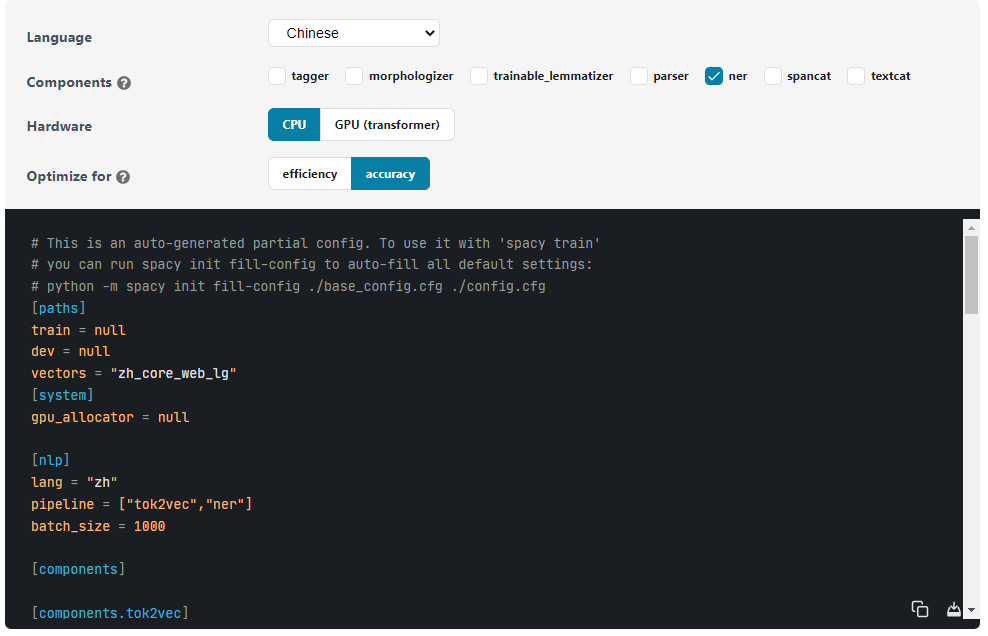 Language
Chinese
Components ?
tagger morphologizer trainable_lemmatizer parser ner spancat textcat
Hardware
CPU GPU (transformer)
Optimize for ?
efficiency accuracy
# This is an auto-generated partial config. To use it with 'spacy train'
# you can run spacy init fill-config to auto-fill all default settings:
# python -m spacy init fill-config ./base_config.cfg ./config.cfg
[paths]
train = null
dev = null
vectors = "zh_core_web_lg"
[system]
gpu_allocator = null
[nlp]
lang = "zh"
pipeline = ["tok2vec","ner"]
batch_size = 1000
[components]
[components.tok2vec]